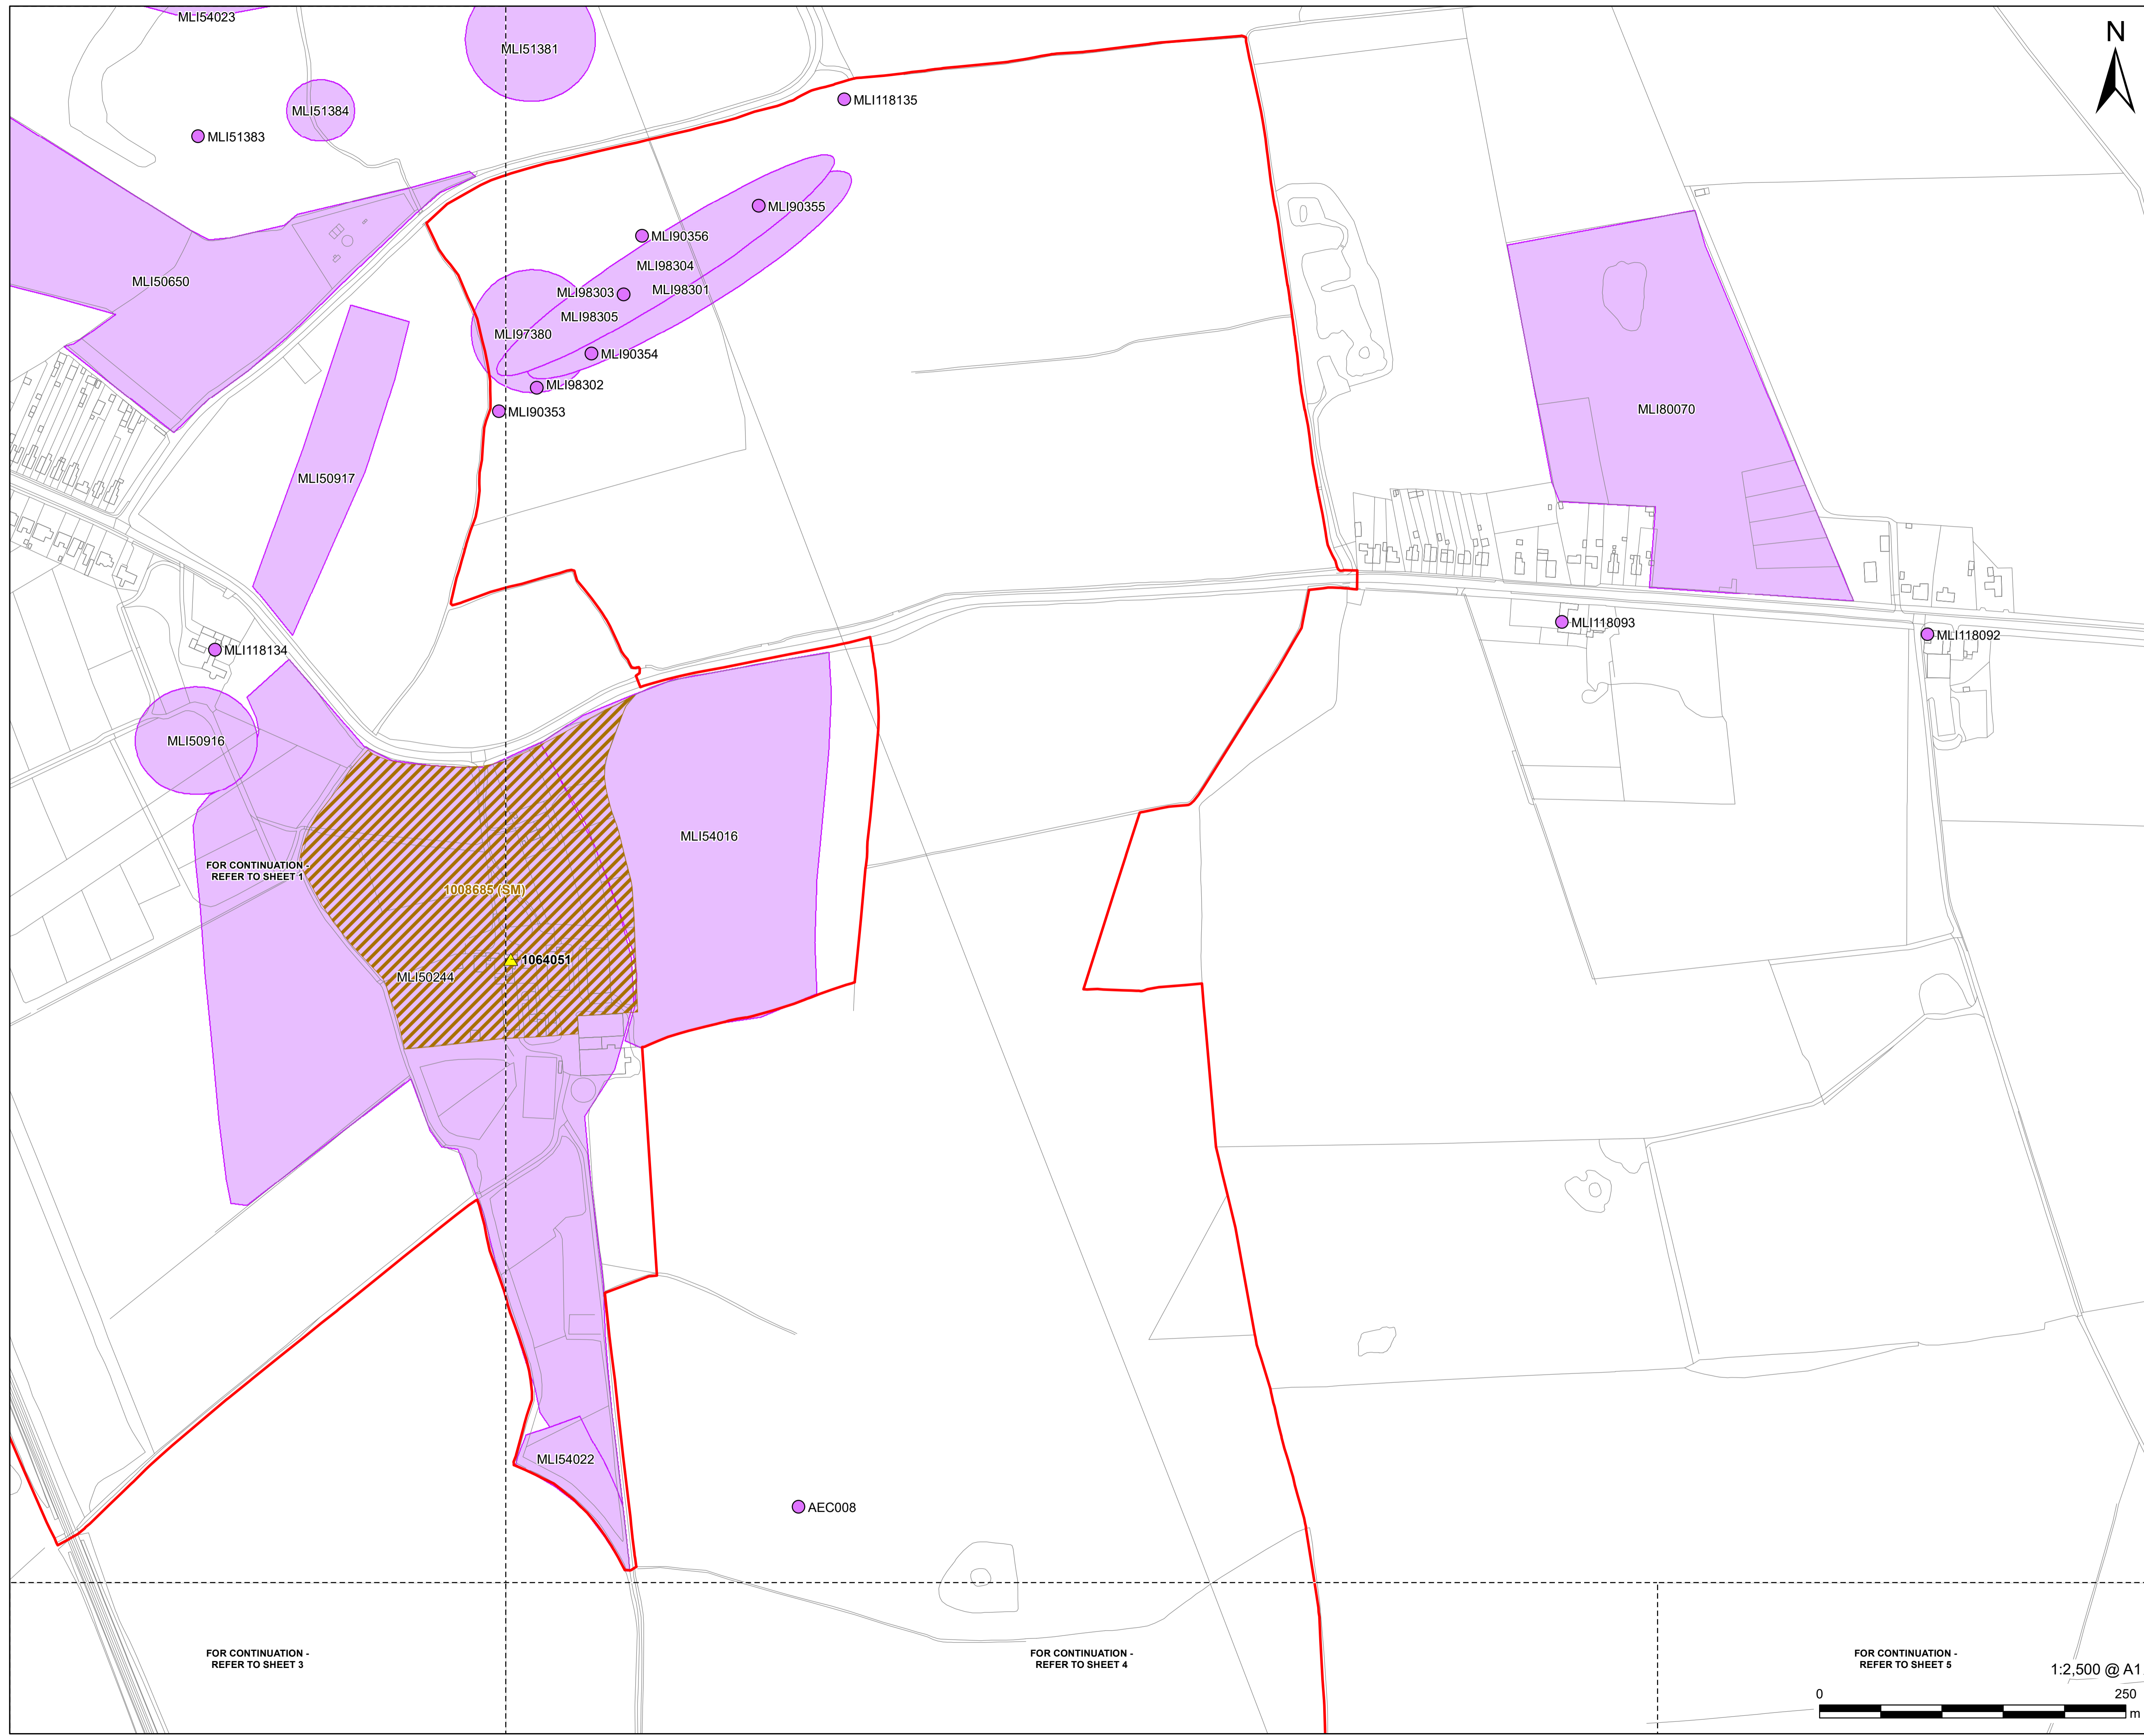 MLI54023
N
MLI51381
MLI118135
MLI51384
MLI51383
MLI90355
MLI90356
MLI98304
MLI50650
MLI98301
MLI98303
MLI98305
MLI97380
MLI90354
MLI98302
MLI90353
MLI80070
MLI50917
MLI118093
MLI118092
MLI118134
MLI50916
MLI54016
FOR CONTINUATION -
REFER TO SHEET 1
1008685 (SM)
1064051
MLI50244
MLI54022
AEC008
FOR CONTINUATION -
REFER TO SHEET 3
FOR CONTINUATION -
REFER TO SHEET 4
FOR CONTINUATION -
REFER TO SHEET 5
1:2,500 @ A1
0
250
m